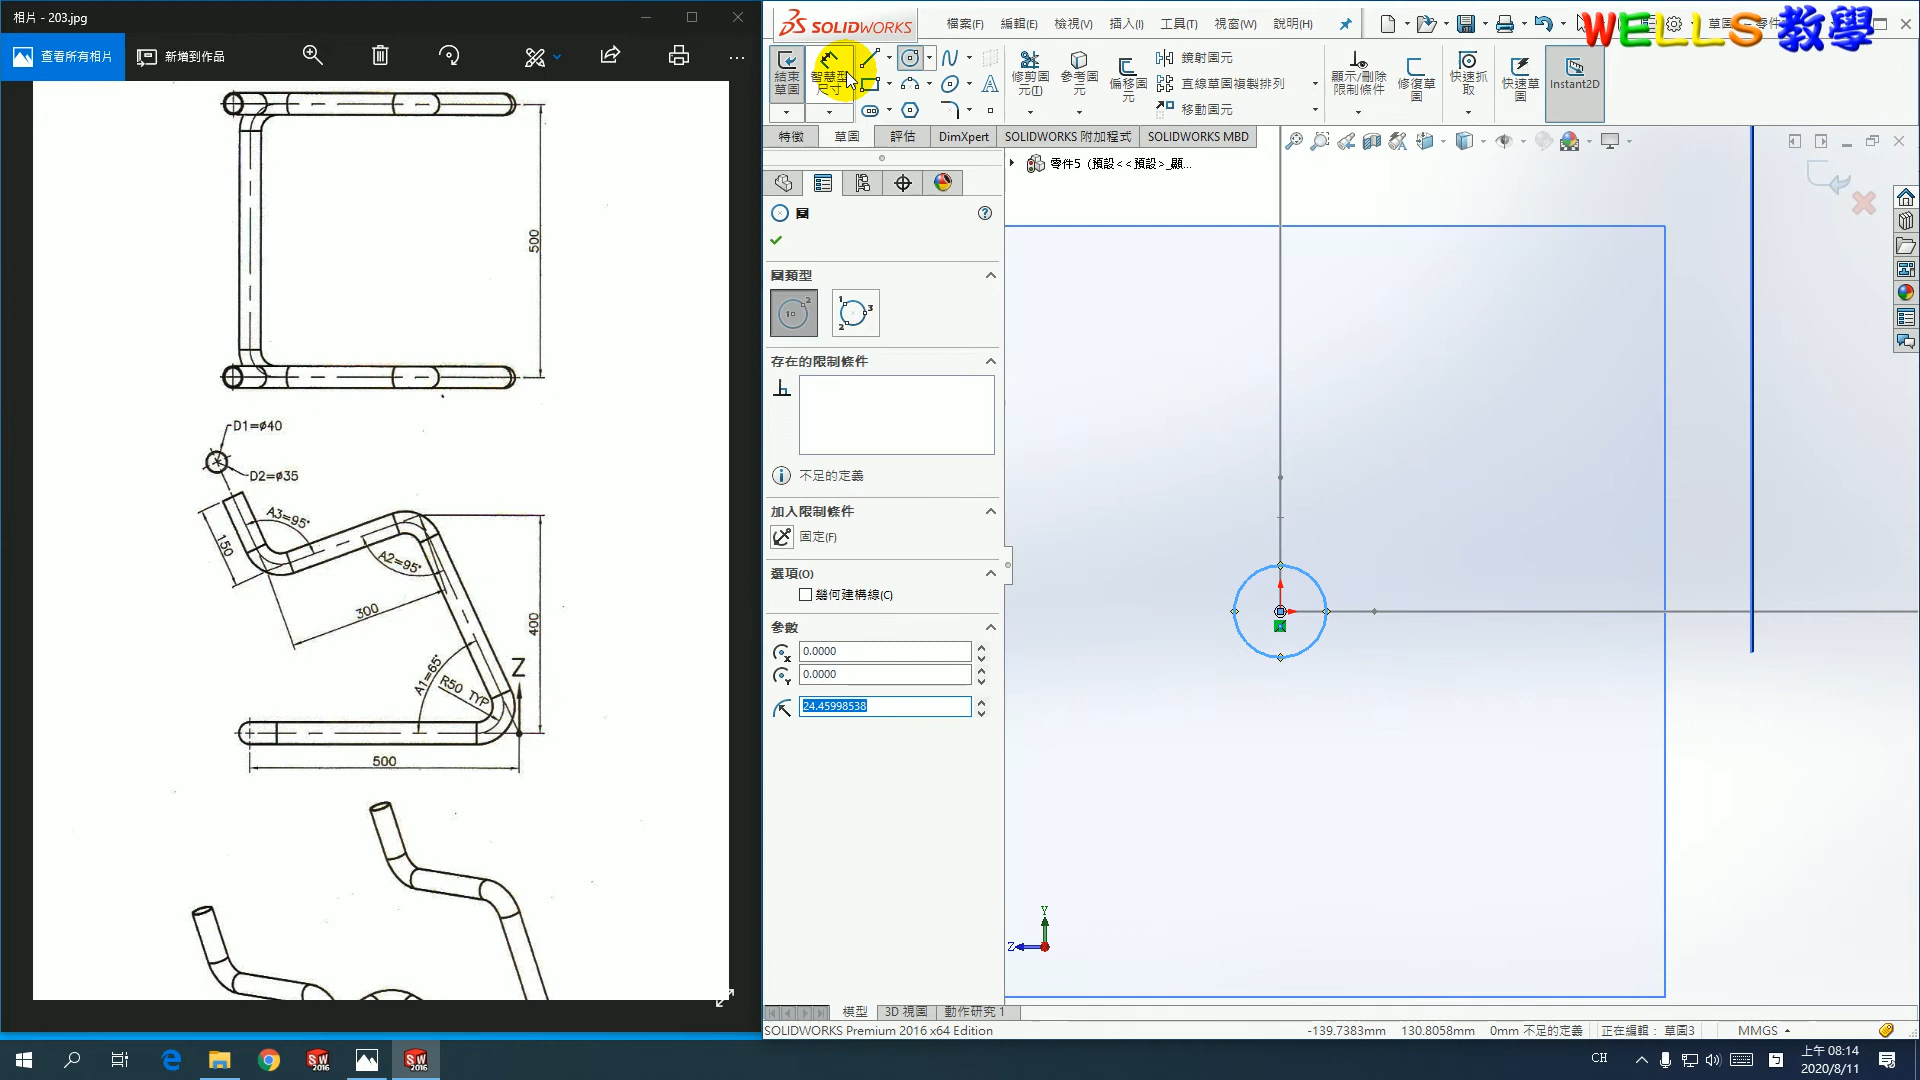 相片 - 203.jpg
查看所有相片
新增到作品
500
D1=ø40
D2=ø35
A3=95°
150
A2=95°
300
400
A1=65°
R50 TYP
Z
500
SOLIDWORKS
檔案(F)
編輯(E)
檢視(V)
插入(I)
工具(T)
視窗(W)
說明(H)
WELLS 教學
結束草圖
智慧型尺寸
修剪圖元(T)
參考圖元
偏移圖元
鏡射圖元
直線草圖複製排列
移動圖元
顯示/刪除限制條件
修復草圖
快速抓取
快速草圖
Instant2D
特徵
草圖
評估
DimXpert
SOLIDWORKS 附加程式
SOLIDWORKS MBD
零件5 (預設<<預設>_顯...
圓
圓類型
存在的限制條件
不足的定義
加入限制條件
固定(F)
選項(O)
幾何建構線(C)
參數
0.0000
0.0000
24.45998538
Y
Z
模型
3D 視圖
動作研究 1
SOLIDWORKS Premium 2016 x64 Edition
-139.7383mm
130.8058mm
0mm 不足的定義
正在編輯： 草圖3
MMGS
CH
上午 08:14
2020/8/11